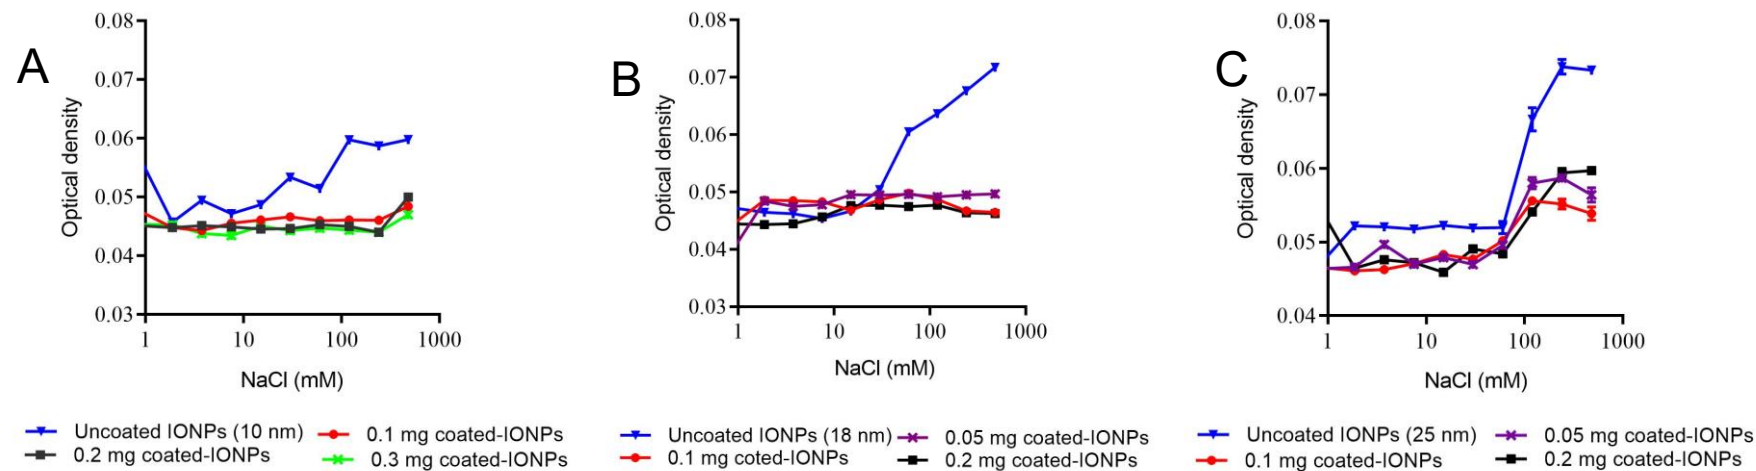 A
0.08
0.07
0.06
0.05
0.04
0.03
Optical density
1 10 100 1000
NaCl (mM)
Uncoated IONPs (10 nm) 0.1 mg coated-IONPs
0.2 mg coated-IONPs 0.3 mg coated-IONPs
B
0.08
0.07
0.06
0.05
0.04
0.03
Optical density
1 10 100 1000
NaCl (mM)
Uncoated IONPs (18 nm) 0.05 mg coated-IONPs
0.1 mg coted-IONPs 0.2 mg coated-IONPs
C
0.08
0.07
0.06
0.05
0.04
Optical density
1 10 100 1000
NaCl (mM)
Uncoated IONPs (25 nm) 0.05 mg coated-IONPs
0.1 mg coated-IONPs 0.2 mg coated-IONPs